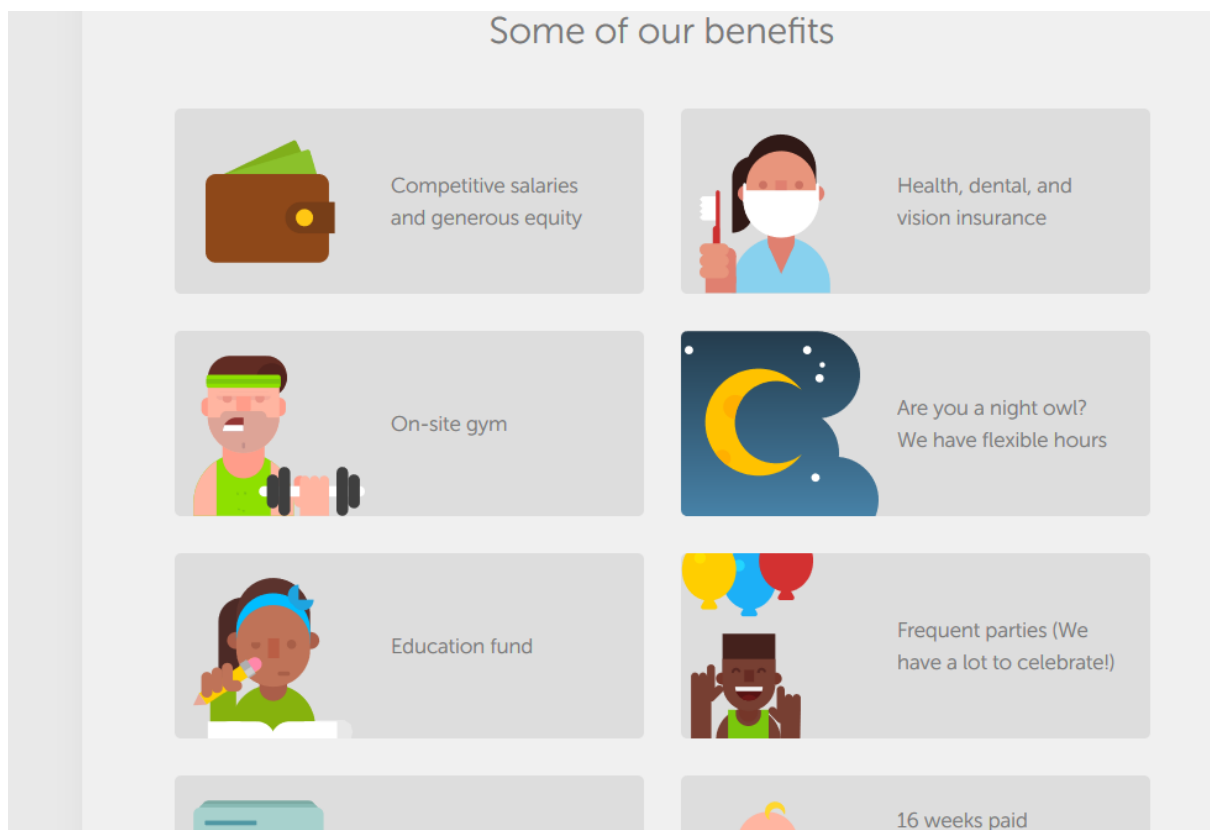 Some of our benefits
Competitive salaries
and generous equity
Health, dental, and
vision insurance
On-site gym
Are you a night owl?
We have flexible hours
Education fund
Frequent parties (We
have a lot to celebrate!)
16 weeks paid